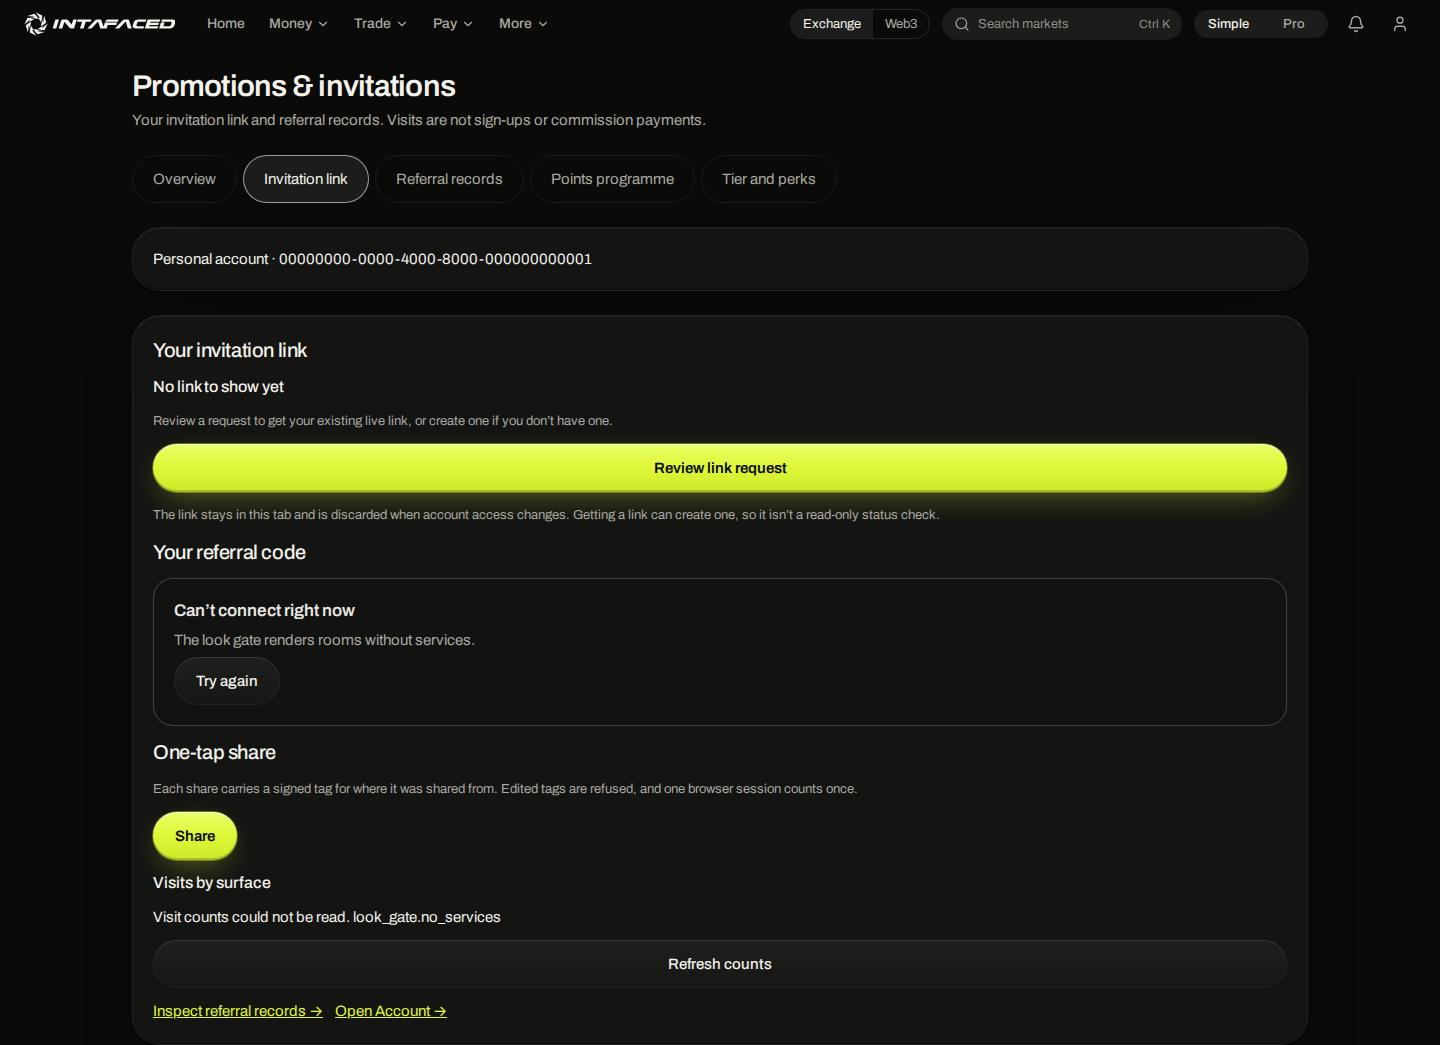 INTAFACED
Home
Money
Trade
Pay
More
Exchange
Web3
Search markets
Ctrl K
Simple
Pro
Promotions & invitations
Your invitation link and referral records. Visits are not sign-ups or commission payments.
Overview
Invitation link
Referral records
Points programme
Tier and perks
Personal account · 00000000-0000-4000-8000-000000000001
Your invitation link
No link to show yet
Review a request to get your existing live link, or create one if you don’t have one.
Review link request
The link stays in this tab and is discarded when account access changes. Getting a link can create one, so it isn’t a read-only status check.
Your referral code
Can’t connect right now
The look gate renders rooms without services.
Try again
One-tap share
Each share carries a signed tag for where it was shared from. Edited tags are refused, and one browser session counts once.
Share
Visits by surface
Visit counts could not be read. look_gate.no_services
Refresh counts
Inspect referral records →
Open Account →